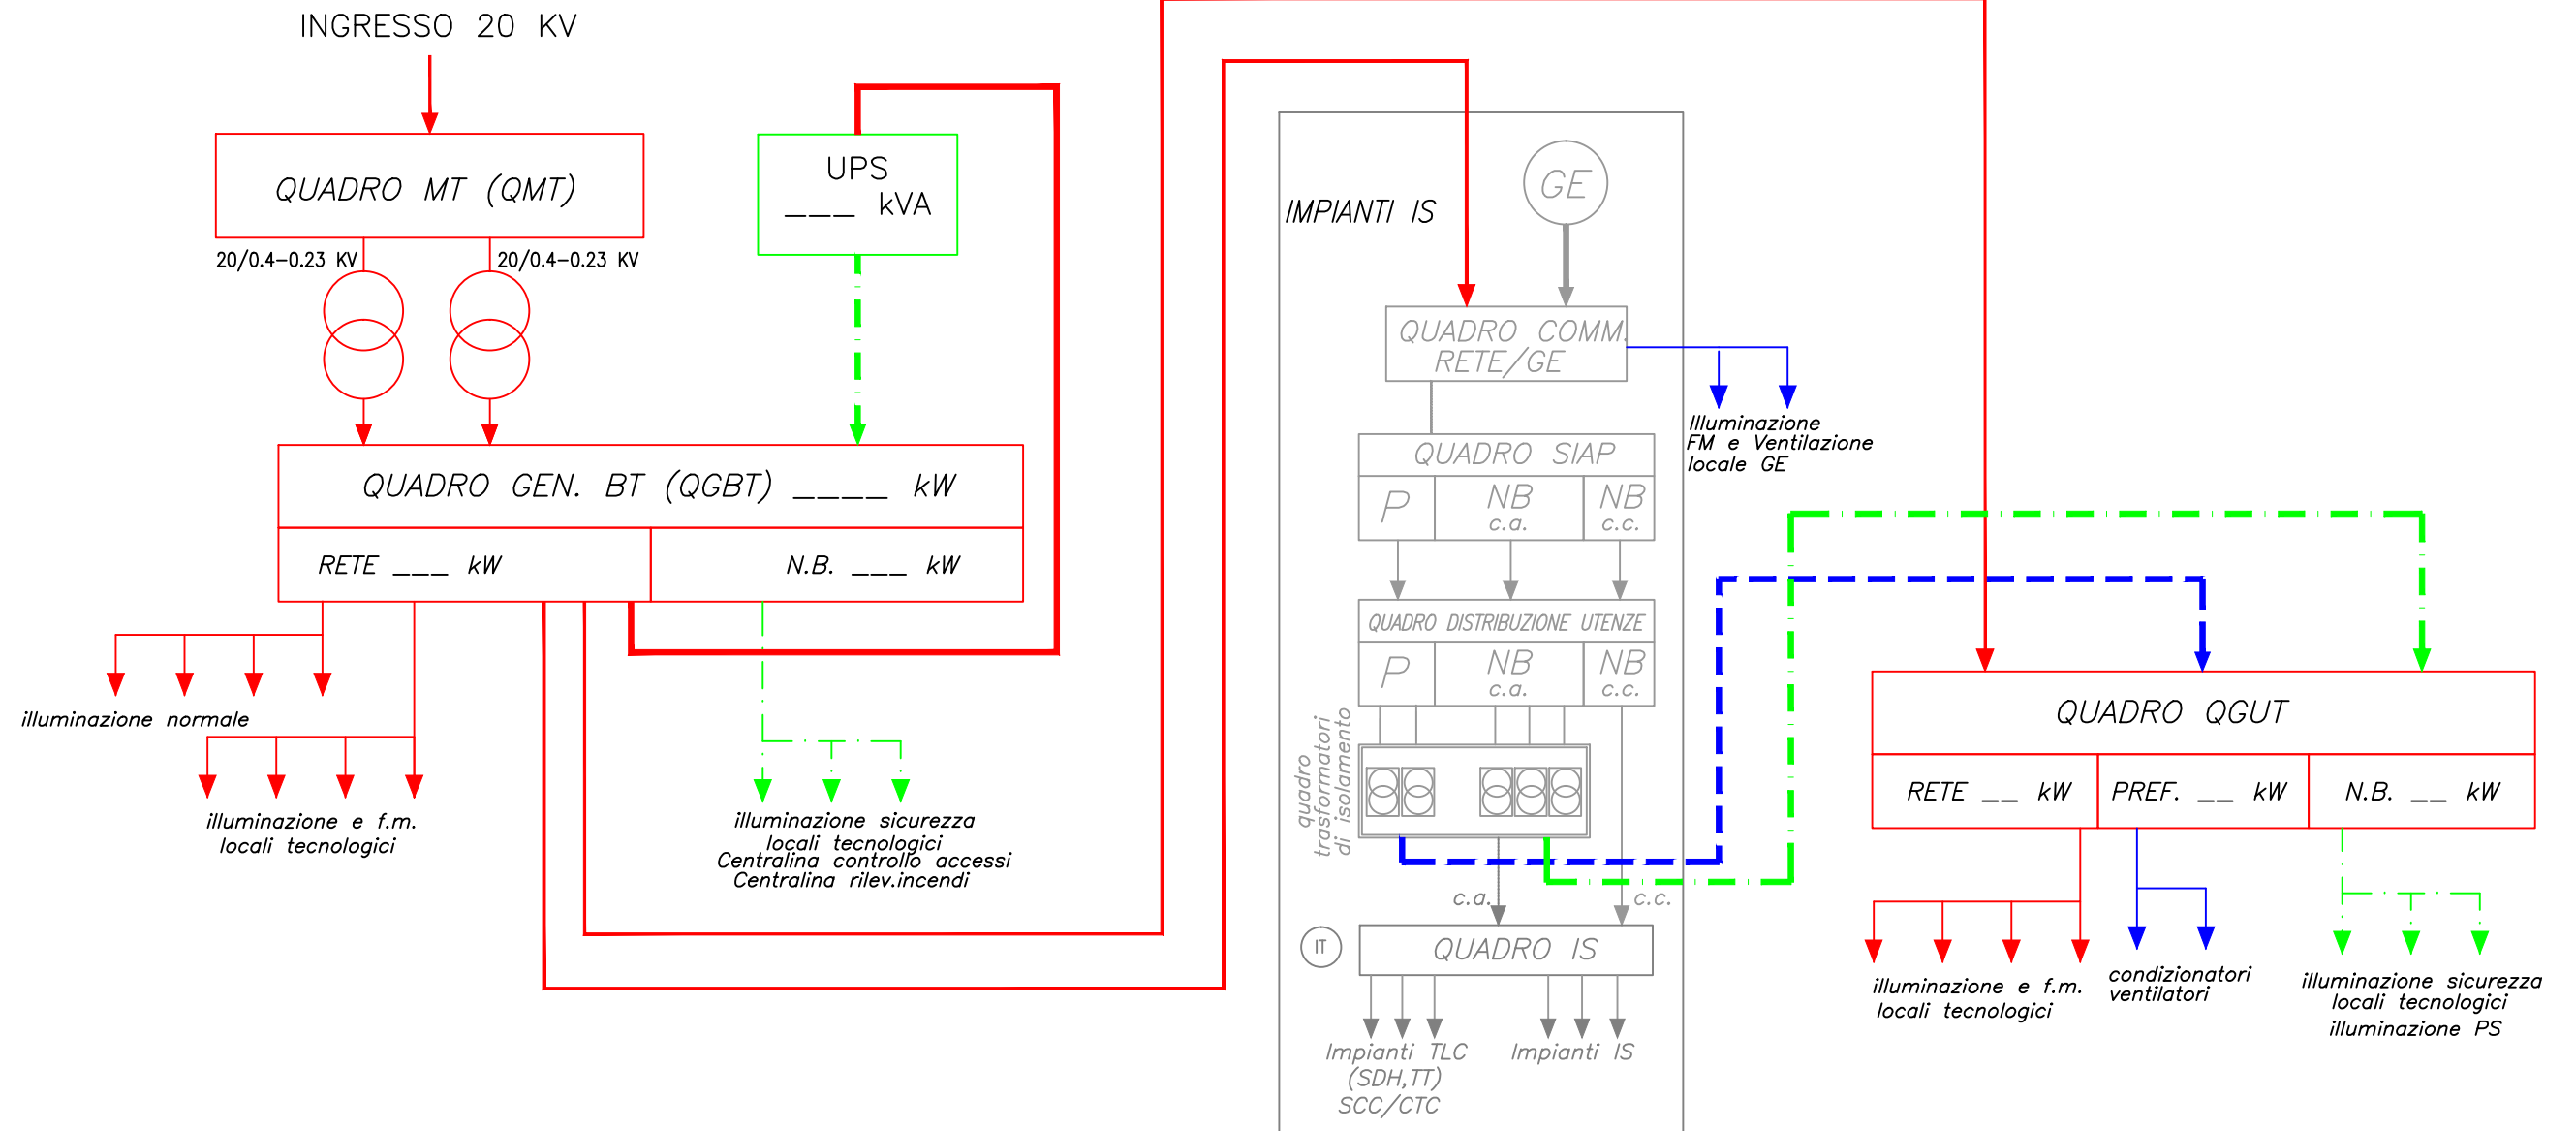 INGRESSO 20 KV
QUADRO MT (QMT)
20/0.4-0.23 KV
20/0.4-0.23 KV
UPS
___ kVA
QUADRO GEN. BT (QGBT) ____ kW
RETE ___ kW
N.B. ___ kW
illuminazione normale
illuminazione e f.m.
locali tecnologici
illuminazione sicurezza
locali tecnologici
Centralina controllo accessi
Centralina rilev.incendi
IMPIANTI IS
GE
QUADRO COMM.
RETE/GE
Illuminazione
FM e Ventilazione
locale GE
QUADRO SIAP
P
NB
c.a.
NB
c.c.
QUADRO DISTRIBUZIONE UTENZE
P
NB
c.a.
NB
c.c.
quadro
trasformatori
di isolamento
c.a.
c.c.
IT
QUADRO IS
Impianti TLC
(SDH,TT)
SCC/CTC
Impianti IS
QUADRO QGUT
RETE __ kW
PREF. __ kW
N.B. __ kW
illuminazione e f.m.
locali tecnologici
condizionatori
ventilatori
illuminazione sicurezza
locali tecnologici
illuminazione PS